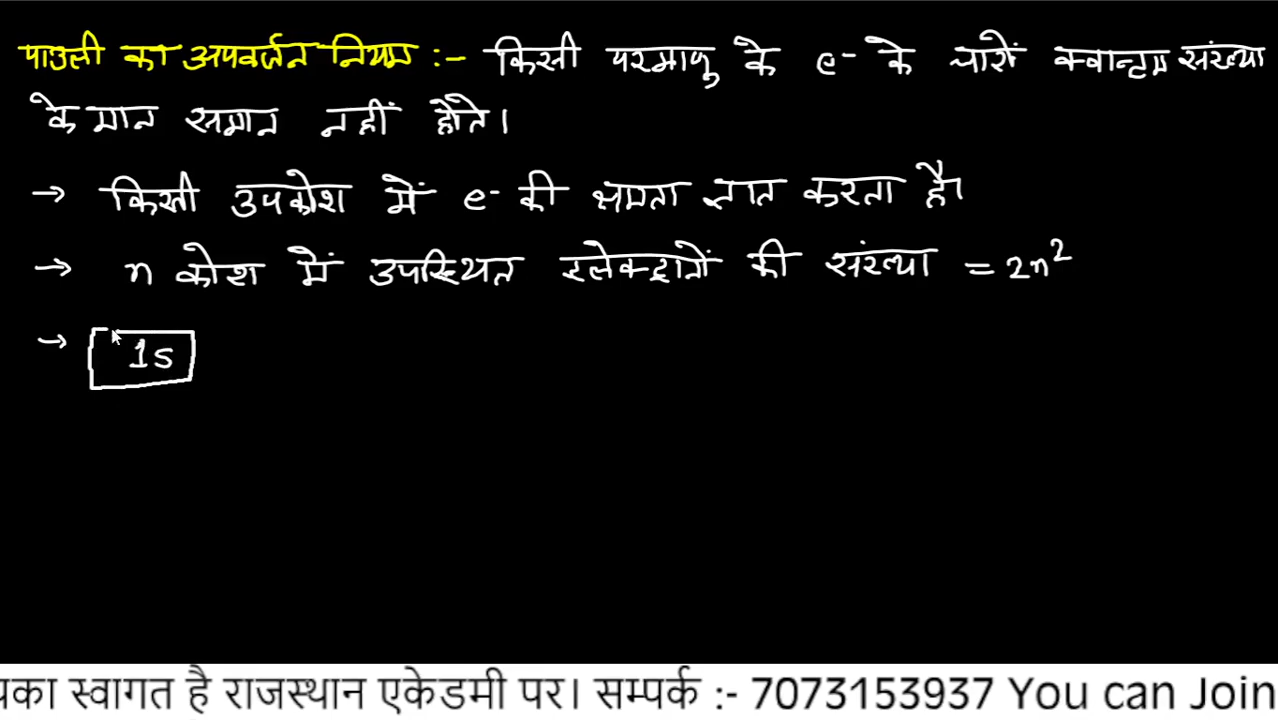 पाउली का अपवर्जन नियम :- किसी परमाणु के e⁻ के चारों क्वान्टम संख्या
के मान समान नहीं होते।
→ किसी उपकोश में e⁻ की क्षमता ज्ञात करता है।
→ n कोश में उपस्थित इलेक्ट्रानों की संख्या = 2n²
→ 1s
पका स्वागत है राजस्थान एकेडमी पर। सम्पर्क :- 7073153937 You can Join